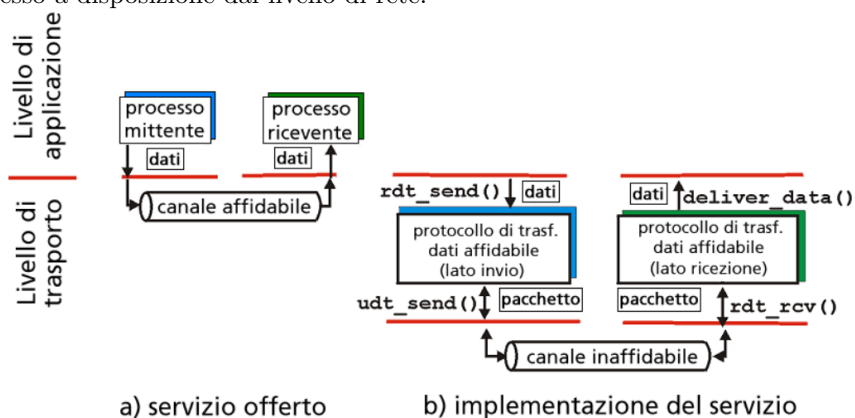 esso a disposizione dal livello di rete.
Livello di
applicazione
processo
mittente
processo
ricevente
dati
dati
canale affidabile
Livello di
trasporto
rdt_send()
dati
dati
deliver_data()
protocollo di trasf.
dati affidabile
(lato invio)
protocollo di trasf.
dati affidabile
(lato ricezione)
udt_send()
pacchetto
pacchetto
rdt_rcv()
canale inaffidabile
a) servizio offerto
b) implementazione del servizio